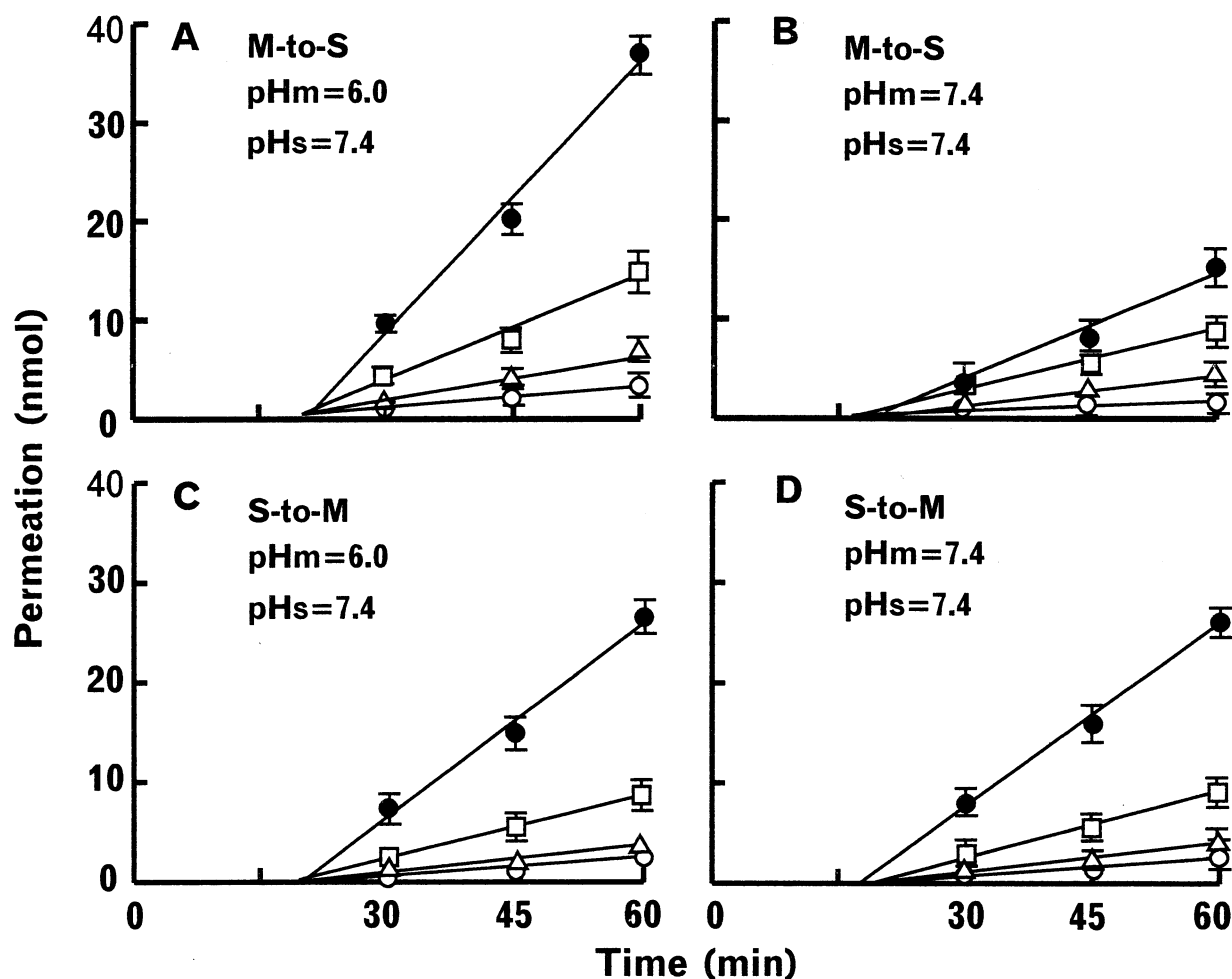 A
M-to-S
pHm=6.0
pHs=7.4
40
30
20
10
0
B
M-to-S
pHm=7.4
pHs=7.4
Permeation (nmol)
C
S-to-M
pHm=6.0
pHs=7.4
40
30
20
10
0
0
30
45
60
D
S-to-M
pHm=7.4
pHs=7.4
0
30
45
60
Time (min)